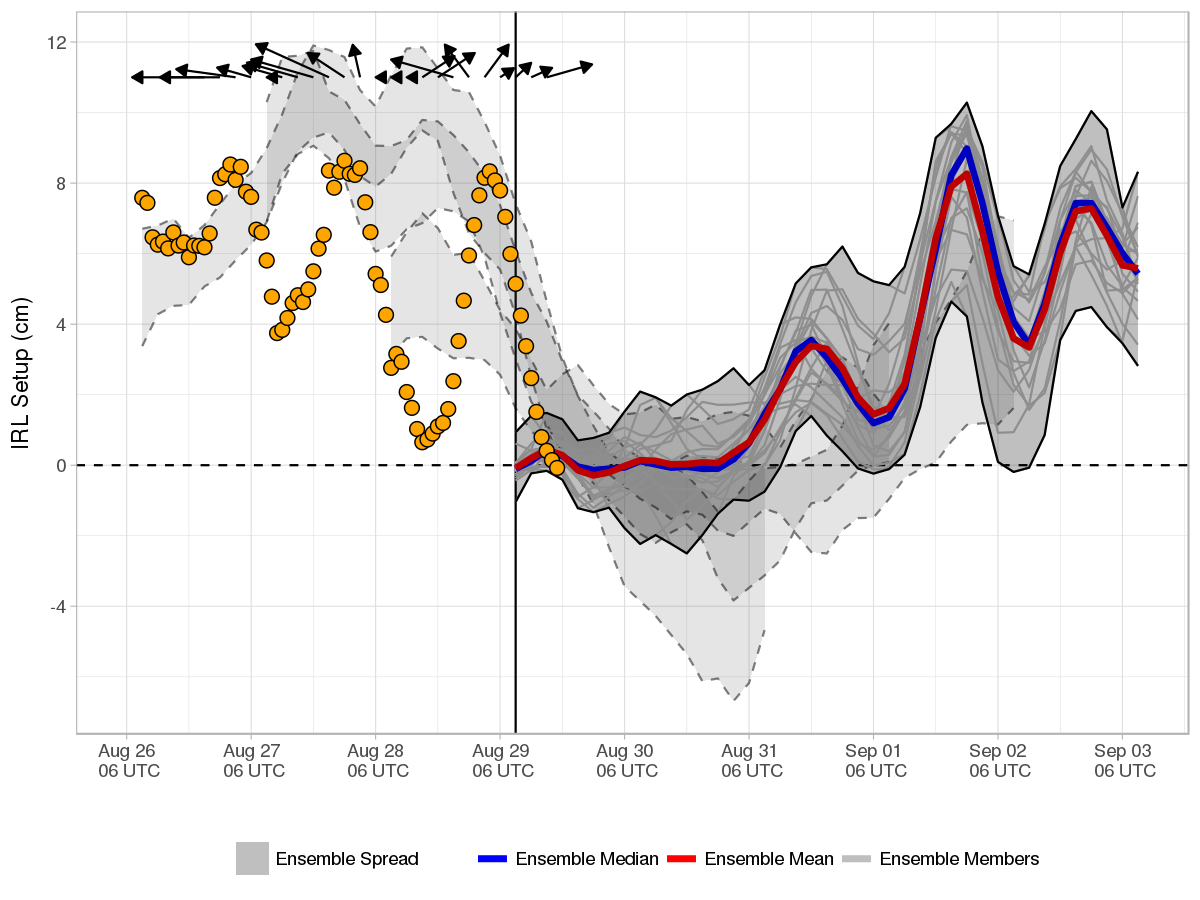 IRL Setup (cm)
12
8
4
0
-4
Aug 26 Aug 27 Aug 28 Aug 29 Aug 30 Aug 31 Sep 01 Sep 02 Sep 03
06 UTC 06 UTC 06 UTC 06 UTC 06 UTC 06 UTC 06 UTC 06 UTC 06 UTC
Ensemble Spread Ensemble Median Ensemble Mean Ensemble Members